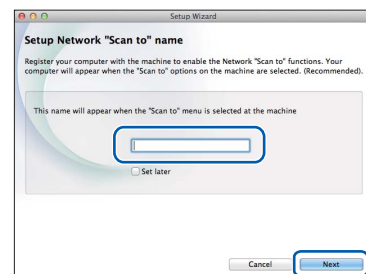 Setup Wizard
Setup Network "Scan to" name
Register your computer with the machine to enable the Network "Scan to" functions. Your
computer will appear when the "Scan to" options on the machine are selected. (Recommended).
This name will appear when the "Scan to" menu is selected at the machine
Set later
Cancel Next